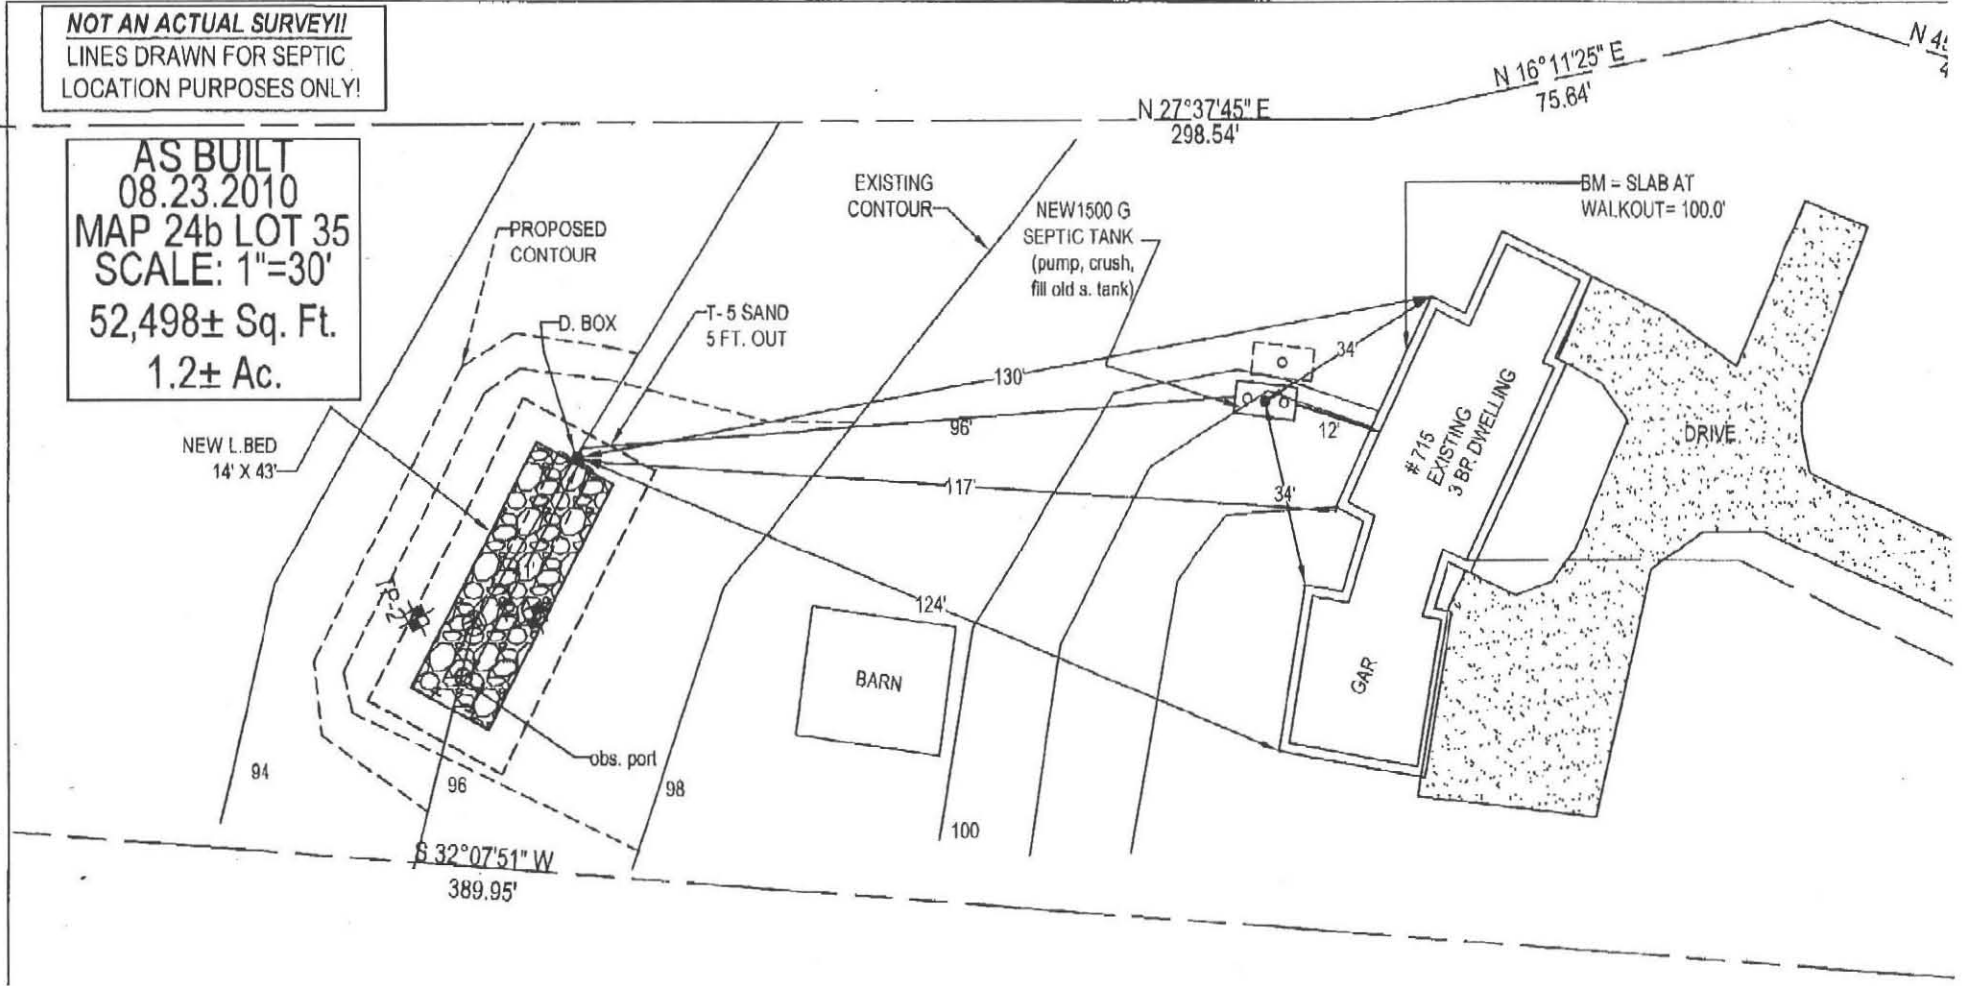 NOT AN ACTUAL SURVEY!!
LINES DRAWN FOR SEPTIC
LOCATION PURPOSES ONLY!
AS BUILT
08.23.2010
MAP 24b LOT 35
SCALE: 1"=30'
52,498± Sq. Ft.
1.2± Ac.
N 27°37'45" E
298.54'
N 16°11'25" E
75.64'
PROPOSED
CONTOUR
EXISTING
CONTOUR
NEW 1500 G
SEPTIC TANK
(pump, crush,
fill old s. tank)
BM = SLAB AT
WALKOUT= 100.0'
D. BOX
T- 5 SAND
5 FT. OUT
NEW L.BED
14' X 43'
130'
34'
96'
12'
117'
34'
124'
# 715
EXISTING
3 BR. DWELLING
DRIVE
GAR
BARN
TP-2
obs. port
94
96
98
100
S 32°07'51" W
389.95'